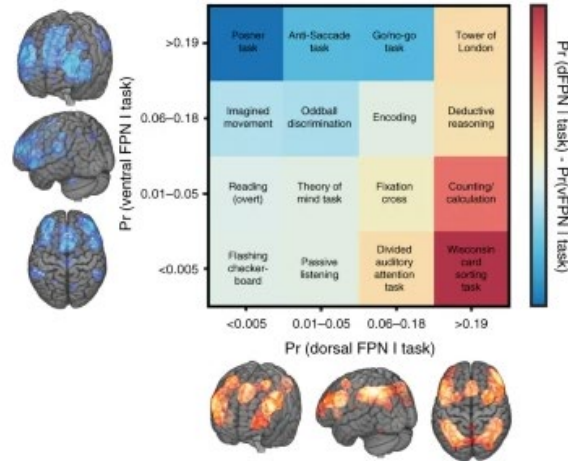 Pr (ventral FPN I task)
>0.19
0.06–0.18
0.01–0.05
<0.005
Posner
task
Anti-Saccade
task
Go/no-go
task
Tower of
London
Imagined
movement
Oddball
discrimination
Encoding
Deductive
reasoning
Reading
(overt)
Theory of
mind task
Fixation
cross
Counting/
calculation
Flashing
checker-
board
Passive
listening
Divided
auditory
attention
task
Wisconsin
card
sorting
task
<0.005
0.01–0.05
0.06–0.18
>0.19
Pr (dorsal FPN I task)
Pr (dFPN I task) - Pr(vFPN I task)